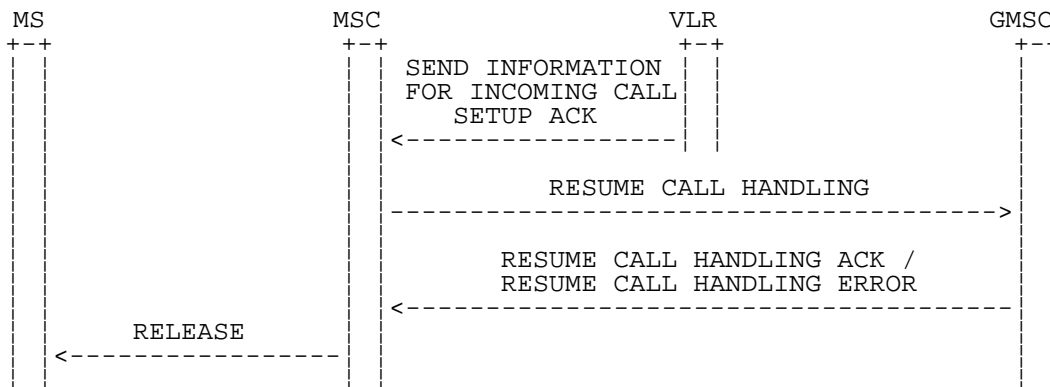 MS MSC VLR GMSC
SEND INFORMATION
FOR INCOMING CALL
SETUP ACK
RESUME CALL HANDLING
RESUME CALL HANDLING ACK /
RESUME CALL HANDLING ERROR
RELEASE